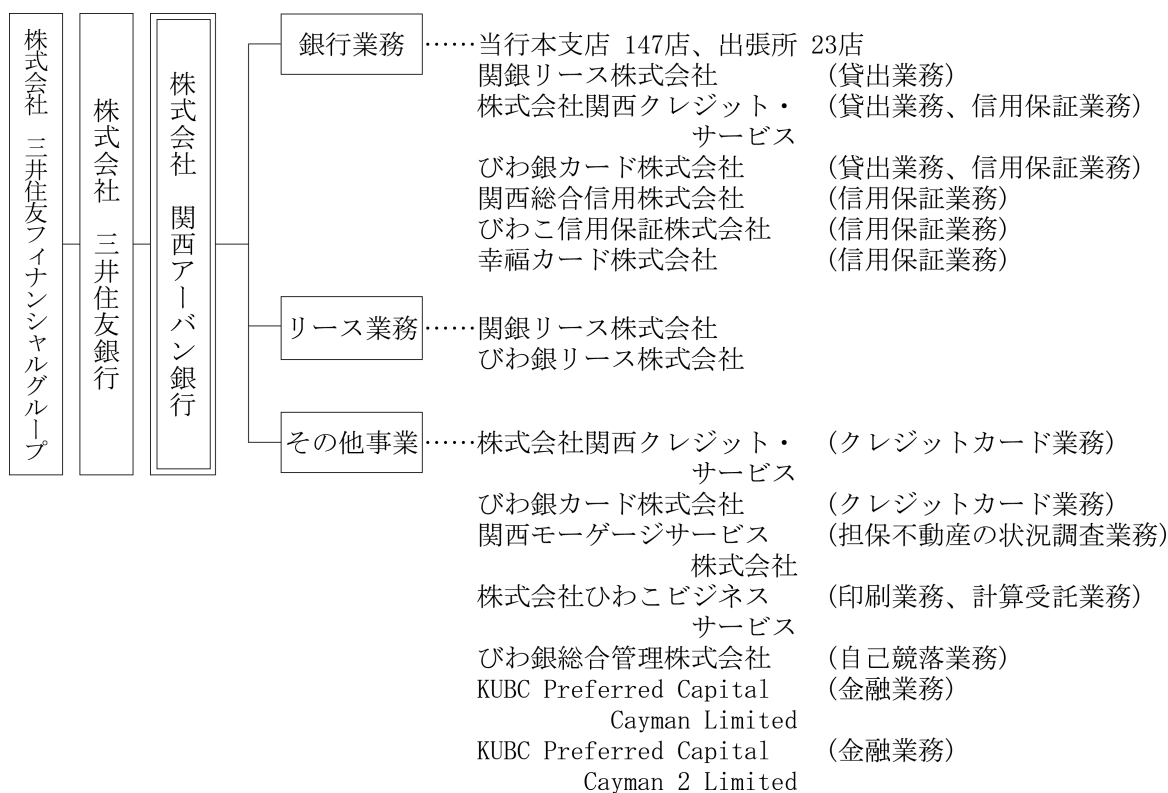 株式会社 三井住友フィナンシャルグループ
株式会社 三井住友銀行
株式会社 関西アーバン銀行
銀行業務……当行本支店 147店、出張所 23店
関銀リース株式会社 (貸出業務)
株式会社関西クレジット・ (貸出業務、信用保証業務)
サービス
びわ銀カード株式会社 (貸出業務、信用保証業務)
関西総合信用株式会社 (信用保証業務)
びわこ信用保証株式会社 (信用保証業務)
幸福カード株式会社 (信用保証業務)
リース業務……関銀リース株式会社
びわ銀リース株式会社
その他事業……株式会社関西クレジット・ (クレジットカード業務)
サービス
びわ銀カード株式会社 (クレジットカード業務)
関西モーゲージサービス (担保不動産の状況調査業務)
株式会社
株式会社びわこビジネス (印刷業務、計算受託業務)
サービス
びわ銀総合管理株式会社 (自己競落業務)
KUBC Preferred Capital (金融業務)
Cayman Limited
KUBC Preferred Capital (金融業務)
Cayman 2 Limited